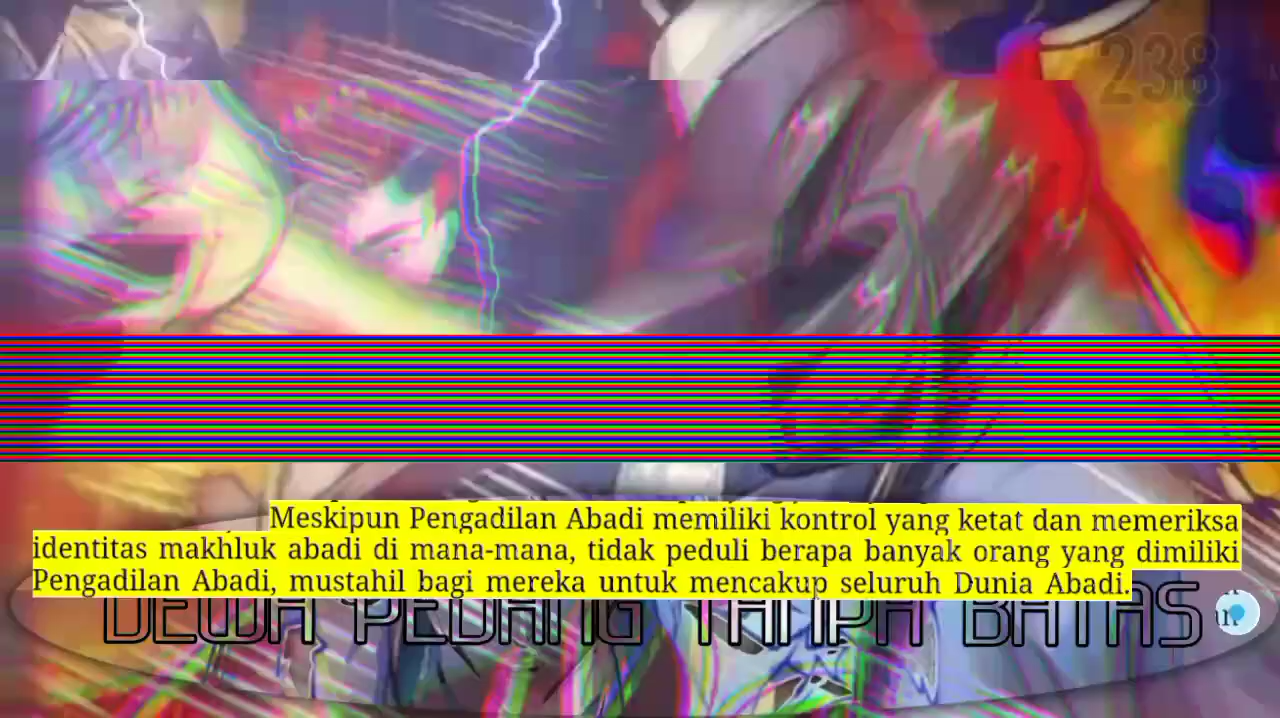 238
Meskipun Pengadilan Abadi memiliki kontrol yang ketat dan memeriksa
identitas makhluk abadi di mana-mana, tidak peduli berapa banyak orang yang dimiliki
Pengadilan Abadi, mustahil bagi mereka untuk mencakup seluruh Dunia Abadi.
DEWA PEDANG TANPA BATAS